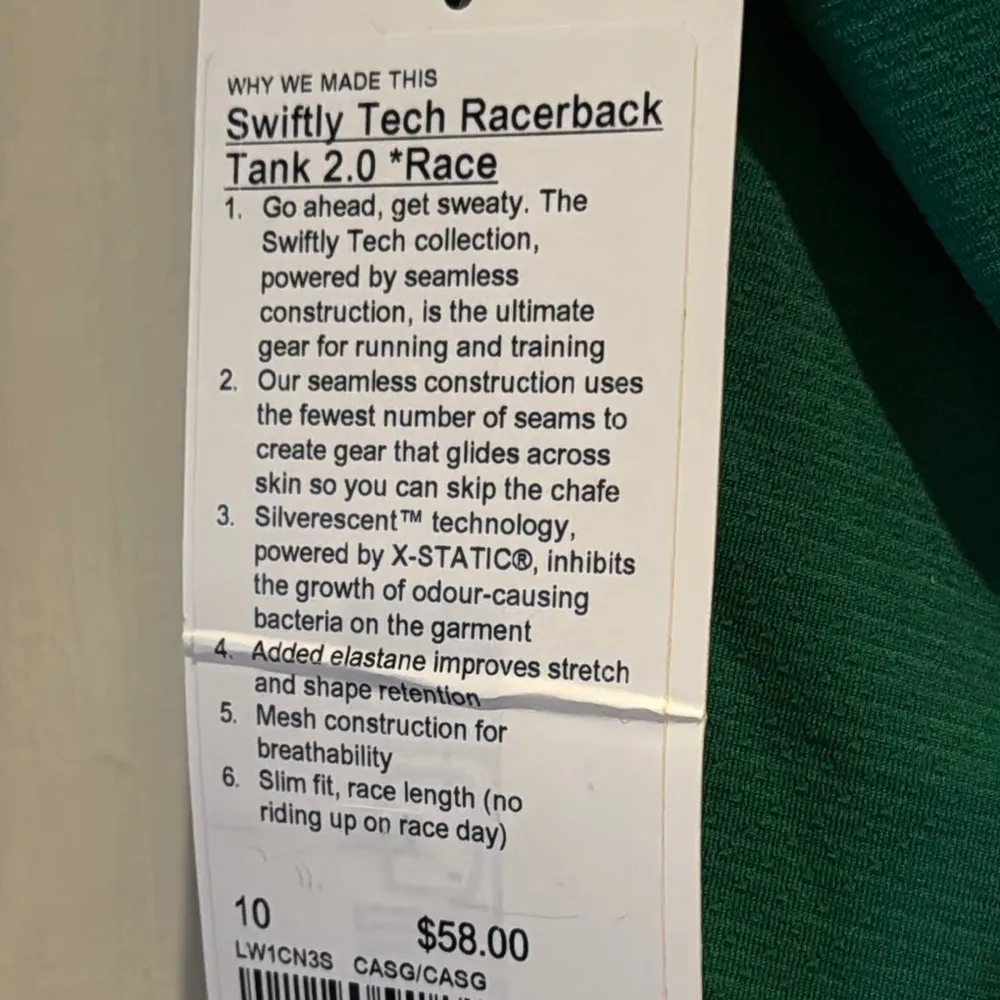 WHY WE MADE THIS
Swiftly Tech Racerback
Tank 2.0 *Race
1. Go ahead, get sweaty. The
Swiftly Tech collection,
powered by seamless
construction, is the ultimate
gear for running and training
2. Our seamless construction uses
the fewest number of seams to
create gear that glides across
skin so you can skip the chafe
3. Silverescent™ technology,
powered by X-STATIC®, inhibits
the growth of odour-causing
bacteria on the garment
4. Added elastane improves stretch
and shape retention
5. Mesh construction for
breathability
6. Slim fit, race length (no
riding up on race day)
10 $58.00
LW1CN3S CASG/CASG